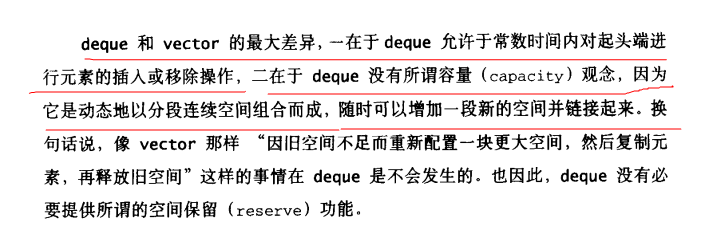 deque 和 vector 的最大差异，一在于 deque 允许于常数时间内对起头端进
行元素的插入或移除操作，二在于 deque 没有所谓容量（capacity）观念，因为
它是动态地以分段连续空间组合而成，随时可以增加一段新的空间并链接起来。换
句话说，像 vector 那样 “因旧空间不足而重新配置一块更大空间，然后复制元
素，再释放旧空间”这样的事情在 deque 是不会发生的。也因此，deque 没有必
要提供所谓的空间保留（reserve）功能。